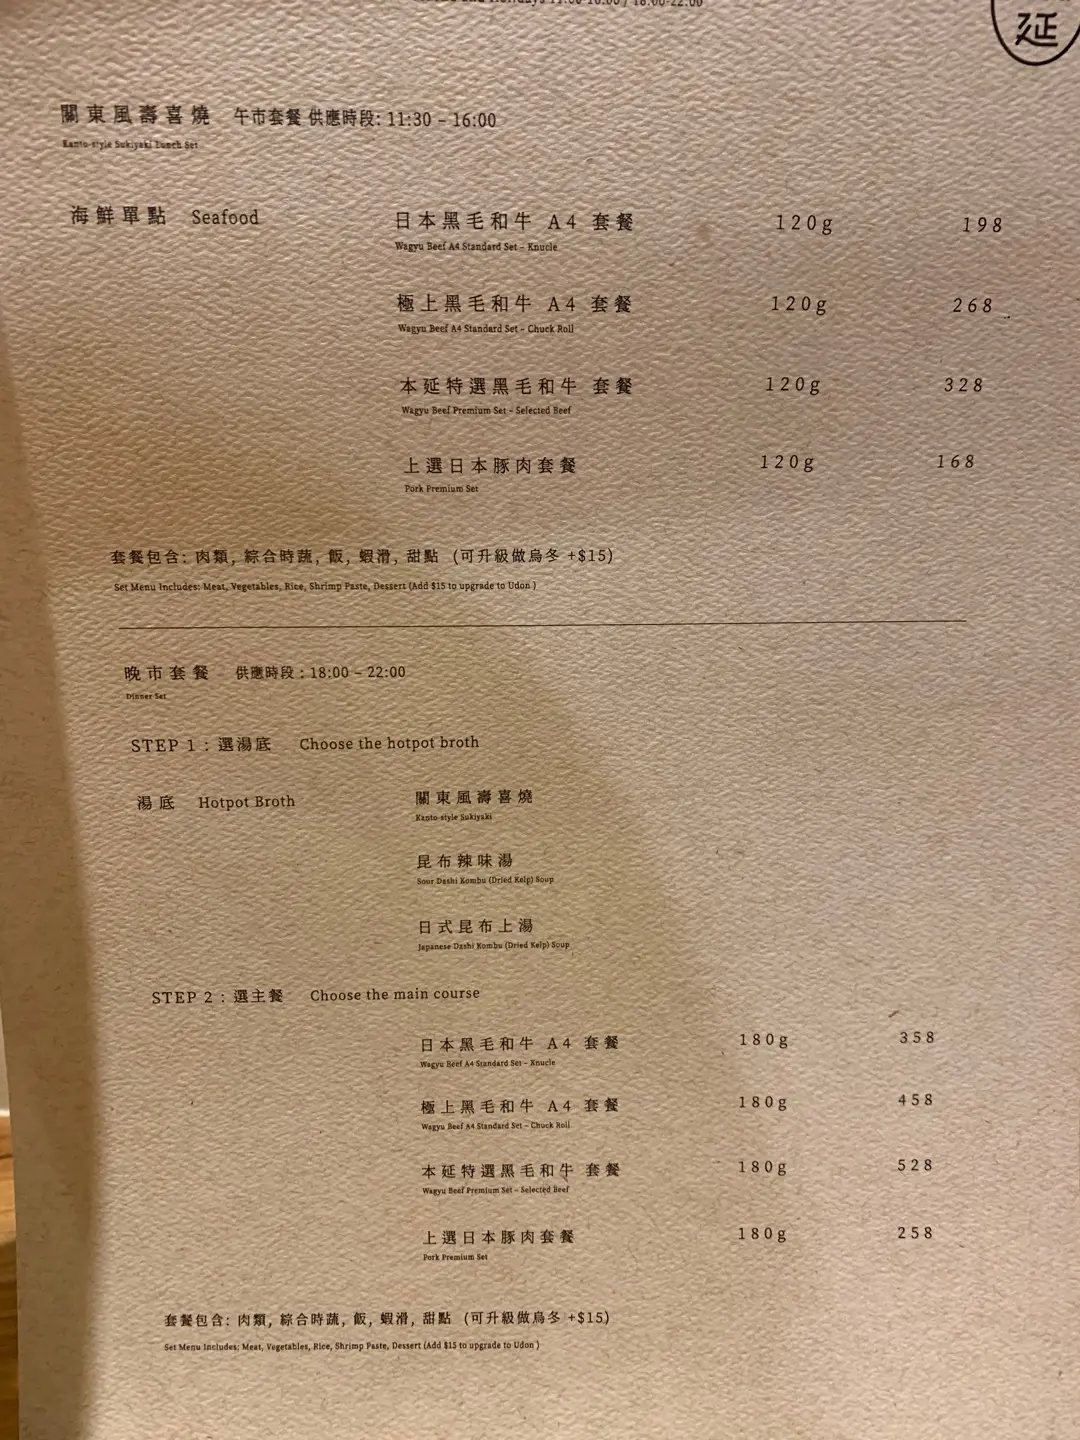 11:00-16:00 / 18:00-22:00
延
關東風壽喜燒 午市套餐 供應時段: 11:30 – 16:00
Kanto-style Sukiyaki Lunch Set
海鮮單點 Seafood
日本黑毛和牛 A4 套餐 120g 198
Wagyu Beef A4 Standard Set – Knucle
極上黑毛和牛 A4 套餐 120g 268
Wagyu Beef A4 Standard Set – Chuck Roll
本延特選黑毛和牛 套餐 120g 328
Wagyu Beef Premium Set – Selected Beef
上選日本豚肉套餐 120g 168
Pork Premium Set
套餐包含: 肉類, 綜合時蔬, 飯, 蝦滑, 甜點 (可升級做烏冬 +$15)
Set Menu Includes: Meat, Vegetables, Rice, Shrimp Paste, Dessert (Add $15 to upgrade to Udon )
晚市套餐 供應時段 : 18:00 – 22:00
Dinner Set
STEP 1 : 選湯底 Choose the hotpot broth
湯底 Hotpot Broth 關東風壽喜燒
Kanto-style Sukiyaki
昆布辣味湯
Sour Dashi Kombu (Dried Kelp) Soup
日式昆布上湯
Japanese Dashi Kombu (Dried Kelp) Soup
STEP 2 : 選主餐 Choose the main course
日本黑毛和牛 A4 套餐 180g 358
Wagyu Beef A4 Standard Set – Knucle
極上黑毛和牛 A4 套餐 180g 458
Wagyu Beef A4 Standard Set – Chuck Roll
本延特選黑毛和牛 套餐 180g 528
Wagyu Beef Premium Set – Selected Beef
上選日本豚肉套餐 180g 258
Pork Premium Set
套餐包含: 肉類, 綜合時蔬, 飯, 蝦滑, 甜點 (可升級做烏冬 +$15)
Set Menu Includes: Meat, Vegetables, Rice, Shrimp Paste, Dessert (Add $15 to upgrade to Udon )